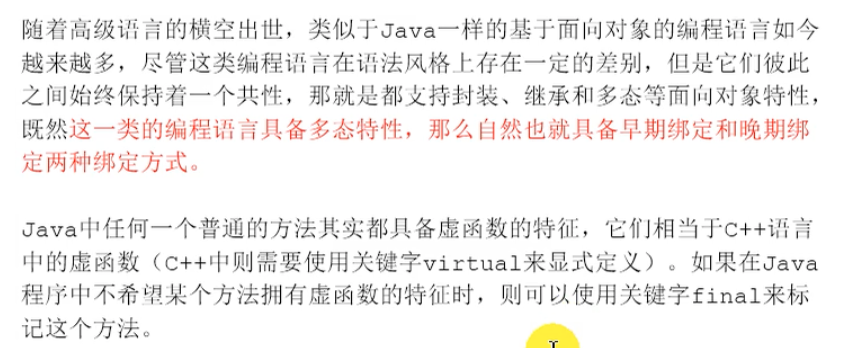 随着高级语言的横空出世，类似于Java一样的基于面向对象的编程语言如今
越来越多，尽管这类编程语言在语法风格上存在一定的差别，但是它们彼此
之间始终保持着一个共性，那就是都支持封装、继承和多态等面向对象特性，
既然这一类的编程语言具备多态特性，那么自然也就具备早期绑定和晚期绑
定两种绑定方式。
Java中任何一个普通的方法其实都具备虚函数的特征，它们相当于C++语言
中的虚函数（C++中则需要使用关键字virtual来显式定义）。如果在Java
程序中不希望某个方法拥有虚函数的特征时，则可以使用关键字final来标
记这个方法。